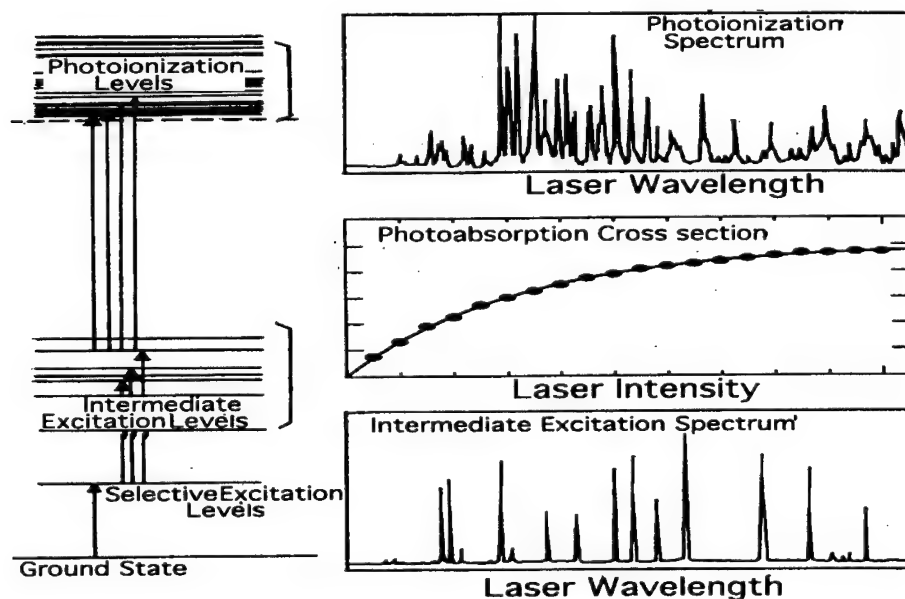 Photoionization
Levels
Intermediate
Excitation Levels
Selective Excitation
Levels
Ground State
Photoionization
Spectrum
Laser Wavelength
Photoabsorption Cross section
Laser Intensity
Intermediate Excitation Spectrum
Laser Wavelength